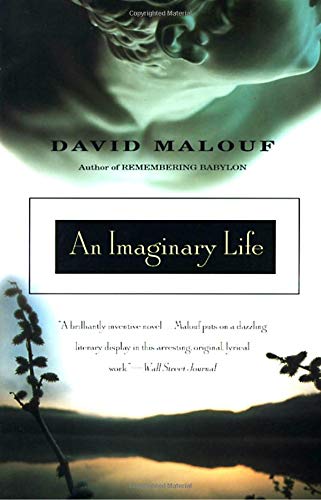 DAVID MALOUF
Author of REMEMBERING BABYLON
An Imaginary Life
"A brilliantly inventive novel... Malouf puts on a dazzling
literary display in this arresting, original, lyrical
work."—Wall Street Journal